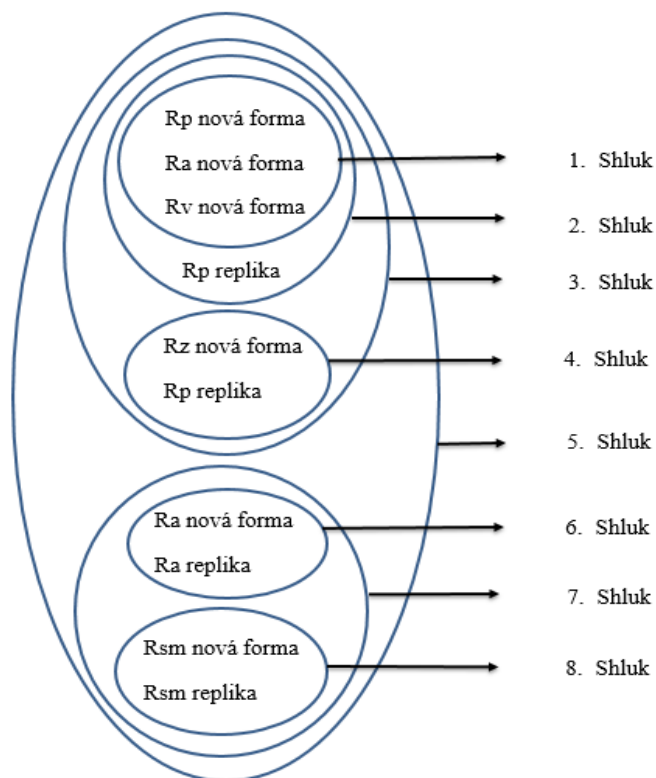 Rp nová forma
Ra nová forma
Rv nová forma
Rp replika
Rz nová forma
Rp replika
Ra nová forma
Ra replika
Rsm nová forma
Rsm replika
1. Shluk
2. Shluk
3. Shluk
4. Shluk
5. Shluk
6. Shluk
7. Shluk
8. Shluk